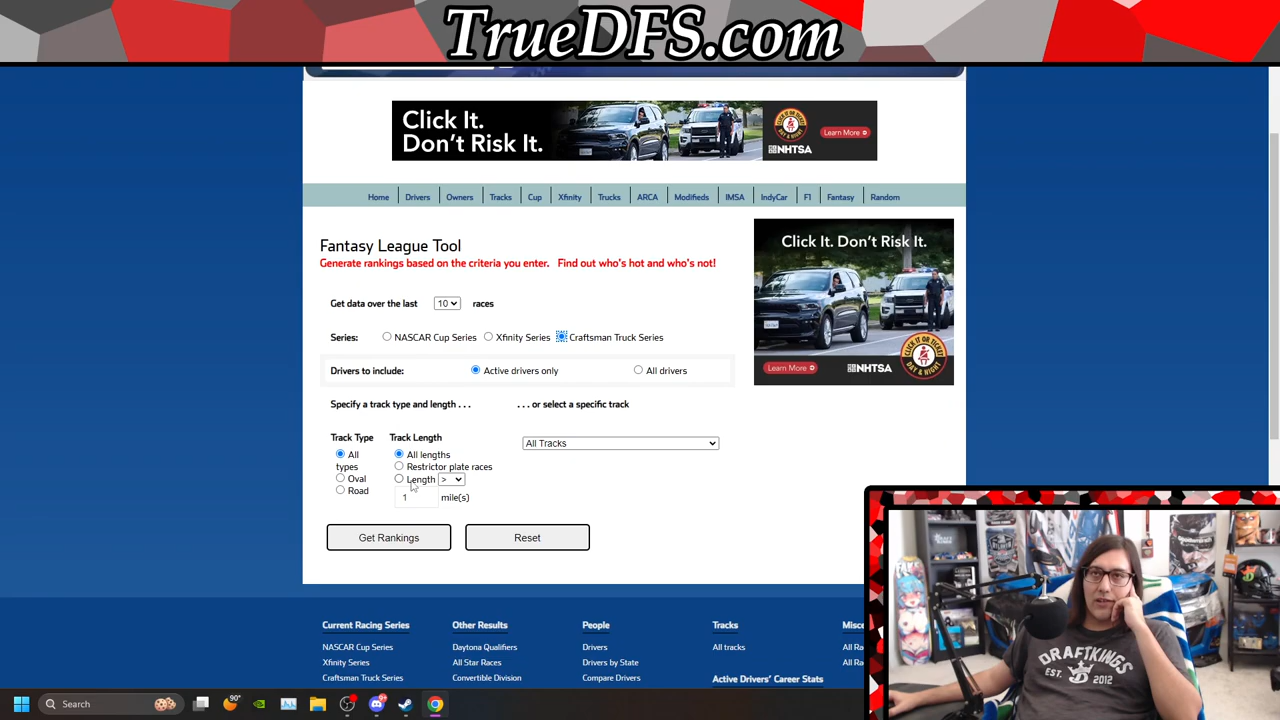 TrueDFS.com
Click It.
Don't Risk It.
Learn More
NHTSA
Home Drivers Owners Tracks Cup Xfinity Trucks ARCA Modifieds IMSA IndyCar F1 Fantasy Random
Fantasy League Tool
Generate rankings based on the criteria you enter. Find out who's hot and who's not!
Get data over the last 10 races
Series: NASCAR Cup Series Xfinity Series Craftsman Truck Series
Drivers to include: Active drivers only All drivers
Specify a track type and length . . . . . . or select a specific track
Track Type Track Length
All types
Oval
Road
All lengths
Restrictor plate races
Length >
1 mile(s)
All Tracks
Get Rankings Reset
Click It. Don't Risk It.
CLICK IT OR TICKET
DAY & NIGHT
Learn More
NHTSA
Current Racing Series Other Results People Tracks
NASCAR Cup Series Daytona Qualifiers Drivers All tracks
Xfinity Series All Star Races Drivers by State
Craftsman Truck Series Convertible Division Compare Drivers Active Drivers' Career Stats
DRAFTKINGS
EST. 2012
Search
90°